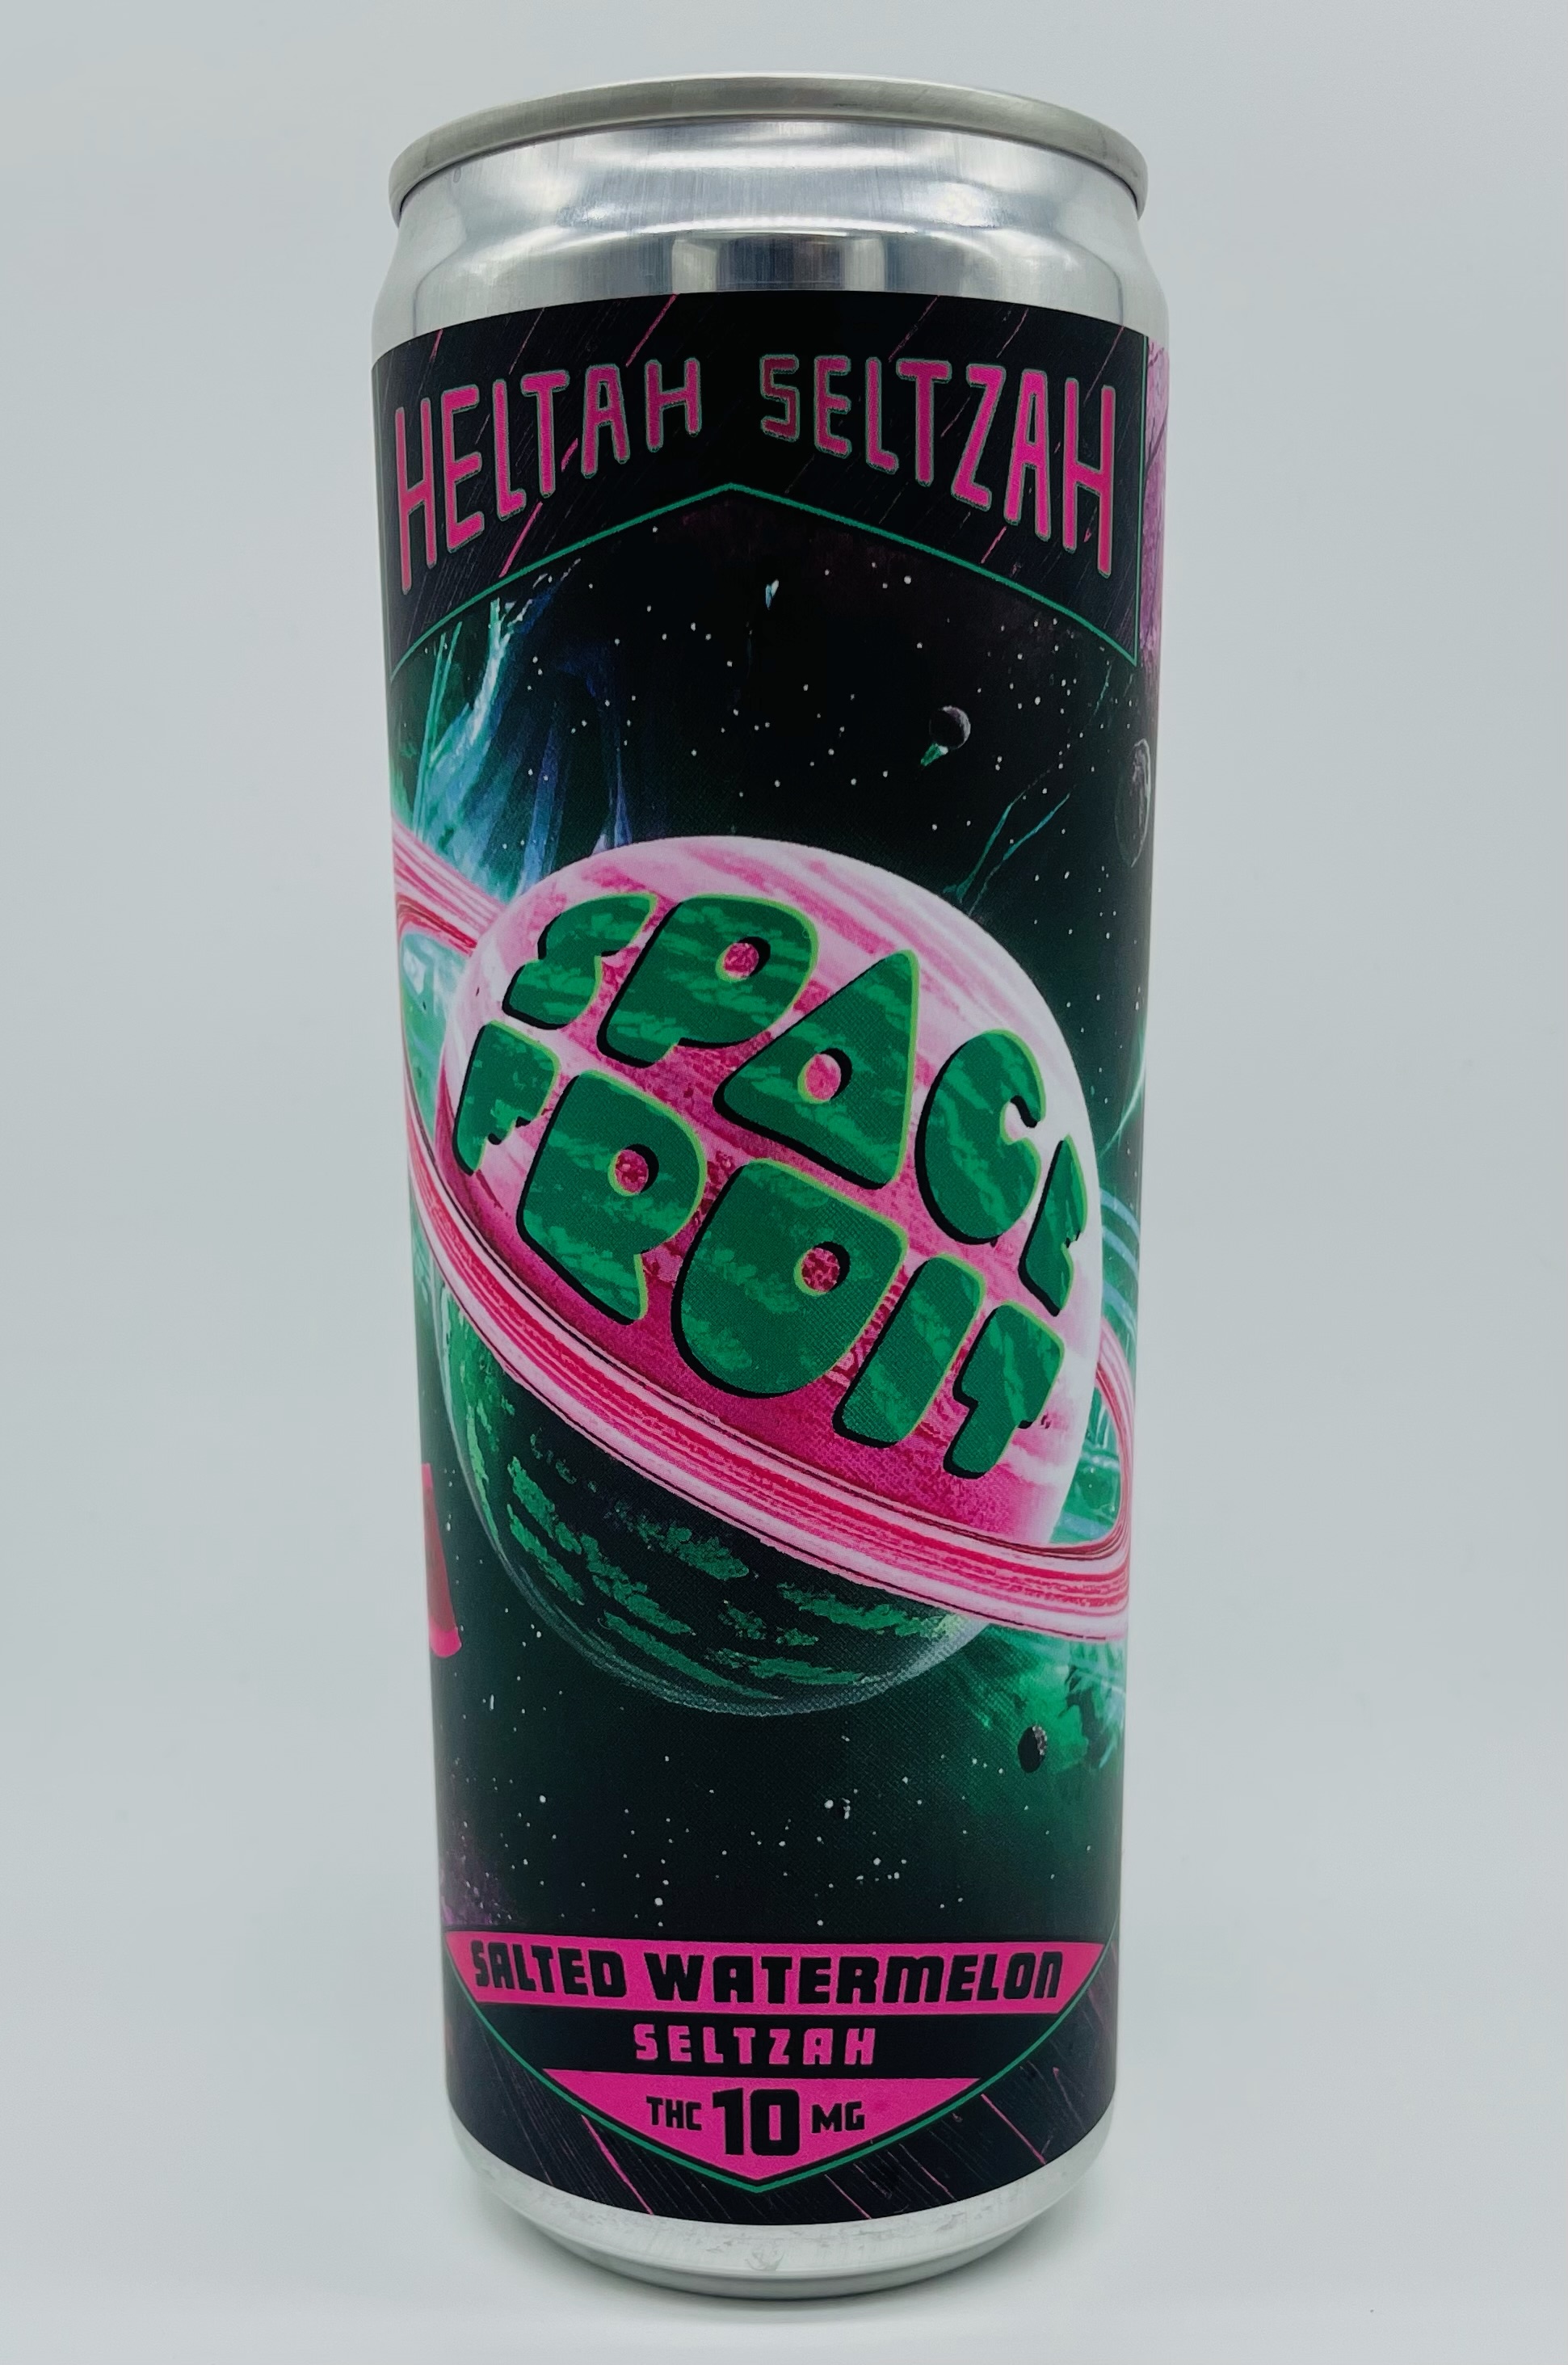 HELTAH SELTZAH
SPACE
FRUIT
SALTED WATERMELON
SELTZAH
THC 10 MG